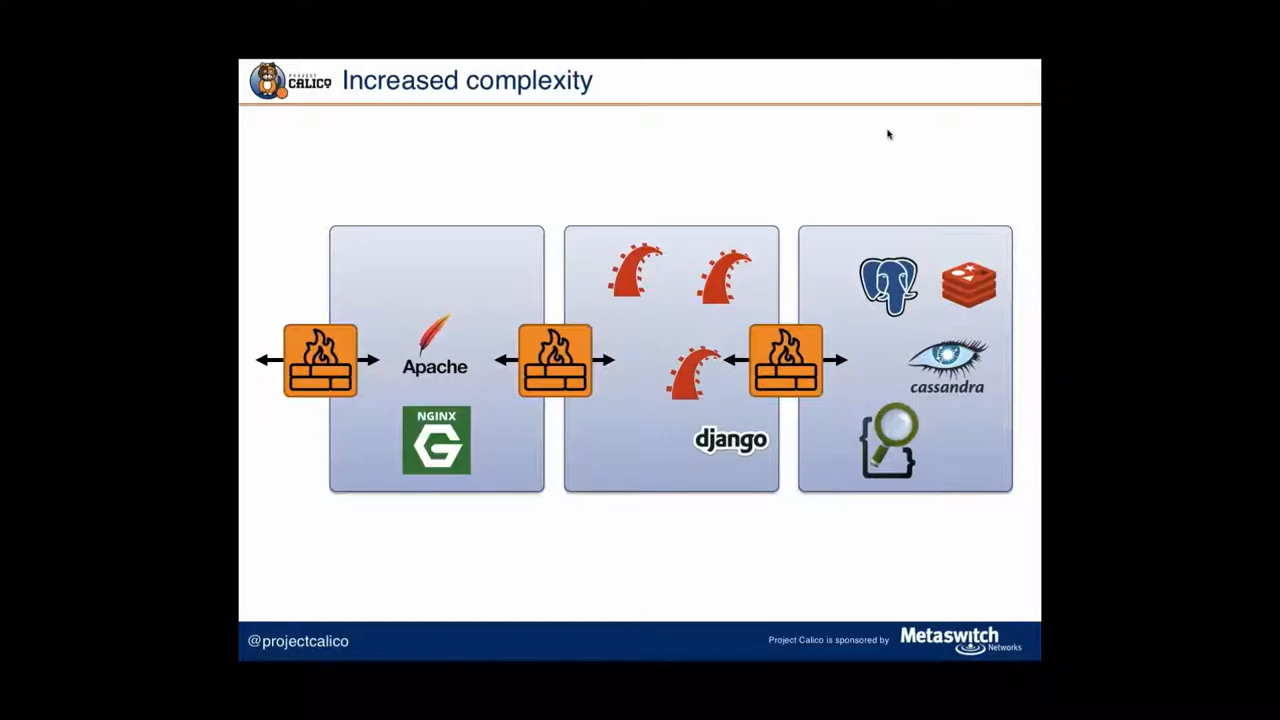 PROJECT
CALICO
Increased complexity
Apache
NGINX
G
django
cassandra
@projectcalico
Project Calico is sponsored by
Metaswitch
Networks